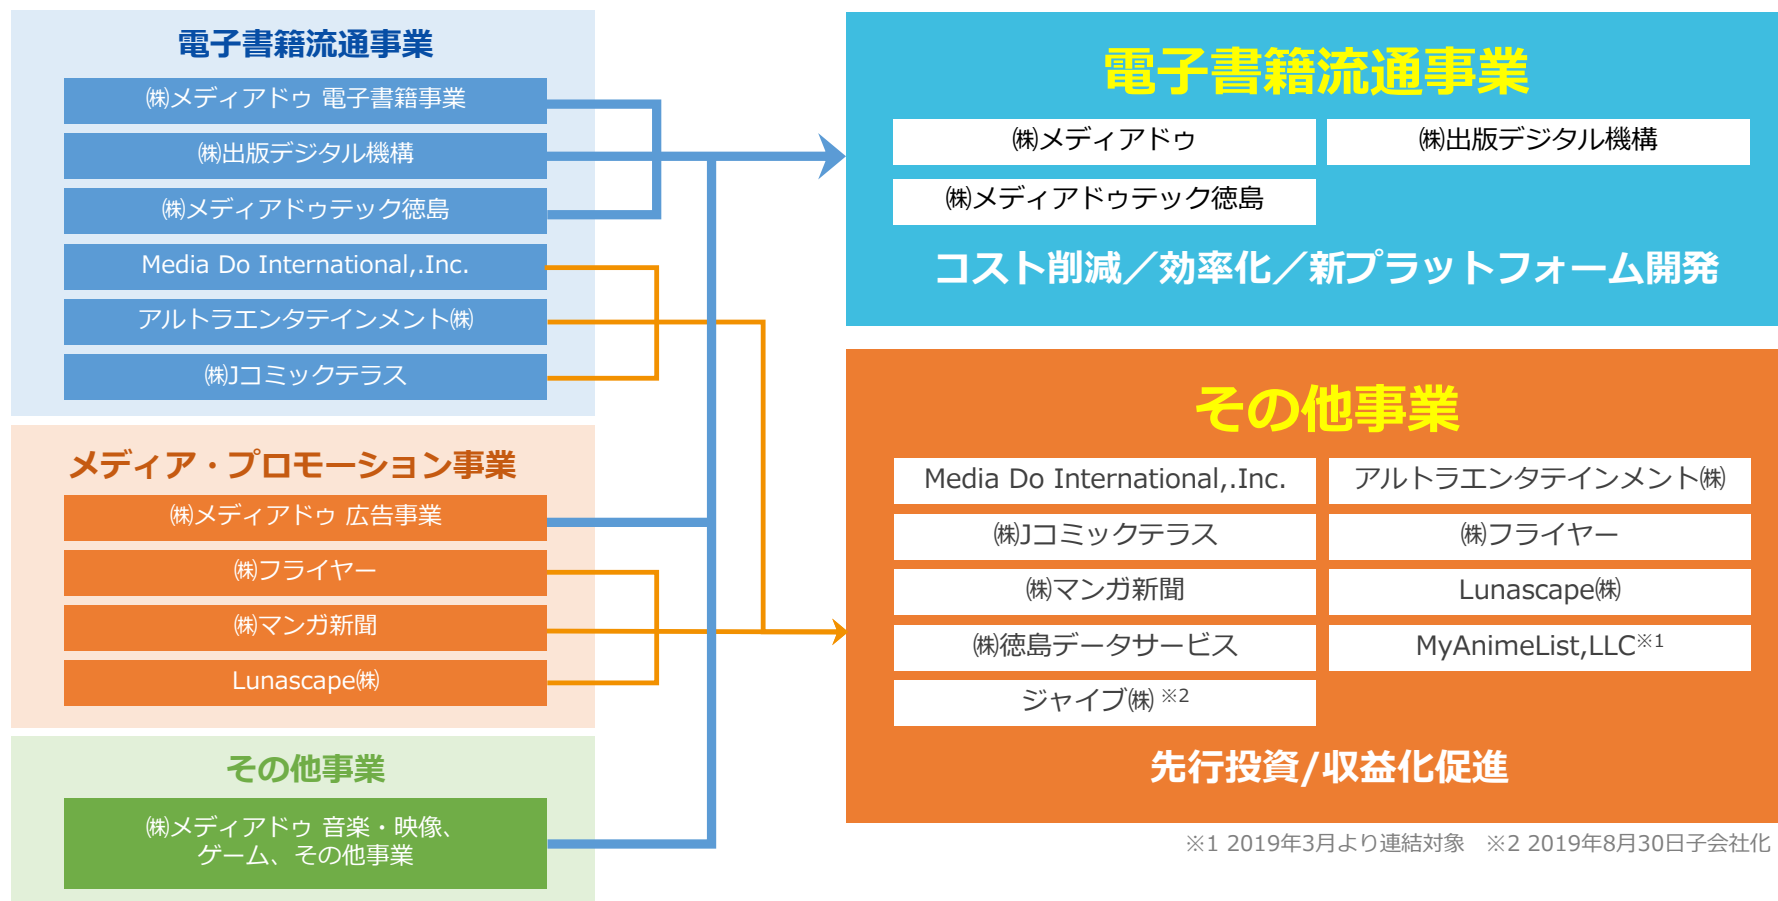 電子書籍流通事業
㈱メディアドゥ 電子書籍事業
㈱出版デジタル機構
㈱メディアドゥテック徳島
Media Do International,.Inc.
アルトラエンタテインメント㈱
㈱Jコミックテラス
メディア・プロモーション事業
㈱メディアドゥ 広告事業
㈱フライヤー
㈱マンガ新聞
Lunascape㈱
その他事業
㈱メディアドゥ 音楽・映像、
ゲーム、その他事業
電子書籍流通事業
㈱メディアドゥ
㈱出版デジタル機構
㈱メディアドゥテック徳島
コスト削減／効率化／新プラットフォーム開発
その他事業
Media Do International,.Inc.
アルトラエンタテインメント㈱
㈱Jコミックテラス
㈱フライヤー
㈱マンガ新聞
Lunascape㈱
㈱徳島データサービス
MyAnimeList,LLC※1
ジャイブ㈱ ※2
先行投資/収益化促進
※1 2019年3月より連結対象　※2 2019年8月30日子会社化